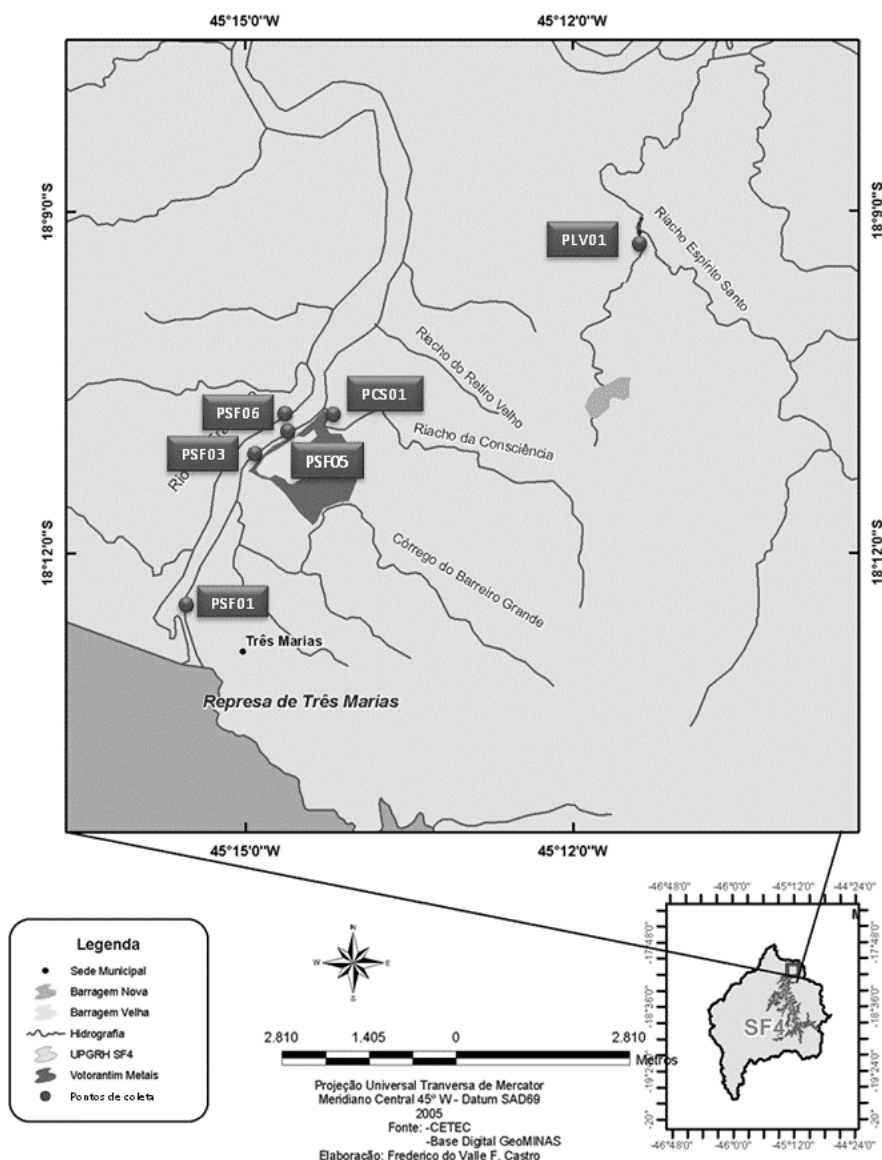 45°15'0"W
45°12'0"W
18°9'0"S
18°9'0"S
PLV01
Riacho Espírito Santo
Riacho do Retiro Velho
PCS01
PSF06
Riacho da Consciência
PSF03
PSF05
Rio
18°12'0"S
18°12'0"S
Córrego do Barreiro Grande
PSF01
Três Marias
Represa de Três Marias
45°15'0"W
45°12'0"W
-46°48'0"
-46°0'0"
-45°12'0"
-44°24'0"
-17°48'0"
-18°36'0"
-19°24'0"
-20°
-17°48'0"
-18°36'0"
-19°24'0"
-20°
SF4
-46°48'0"
-46°0'0"
-45°12'0"
-44°24'0"
Legenda
Sede Municipal
Barragem Nova
Barragem Velha
Hidrografia
UPGRH SF4
Votorantim Metais
Pontos de coleta
N
W
E
S
2.810
1.405
0
2.810
Metros
Projeção Universal Tranversa de Mercator
Meridiano Central 45º W - Datum SAD69
2005
Fonte: -CETEC
-Base Digital GeoMINAS
Elaboração: Frederico do Valle F. Castro